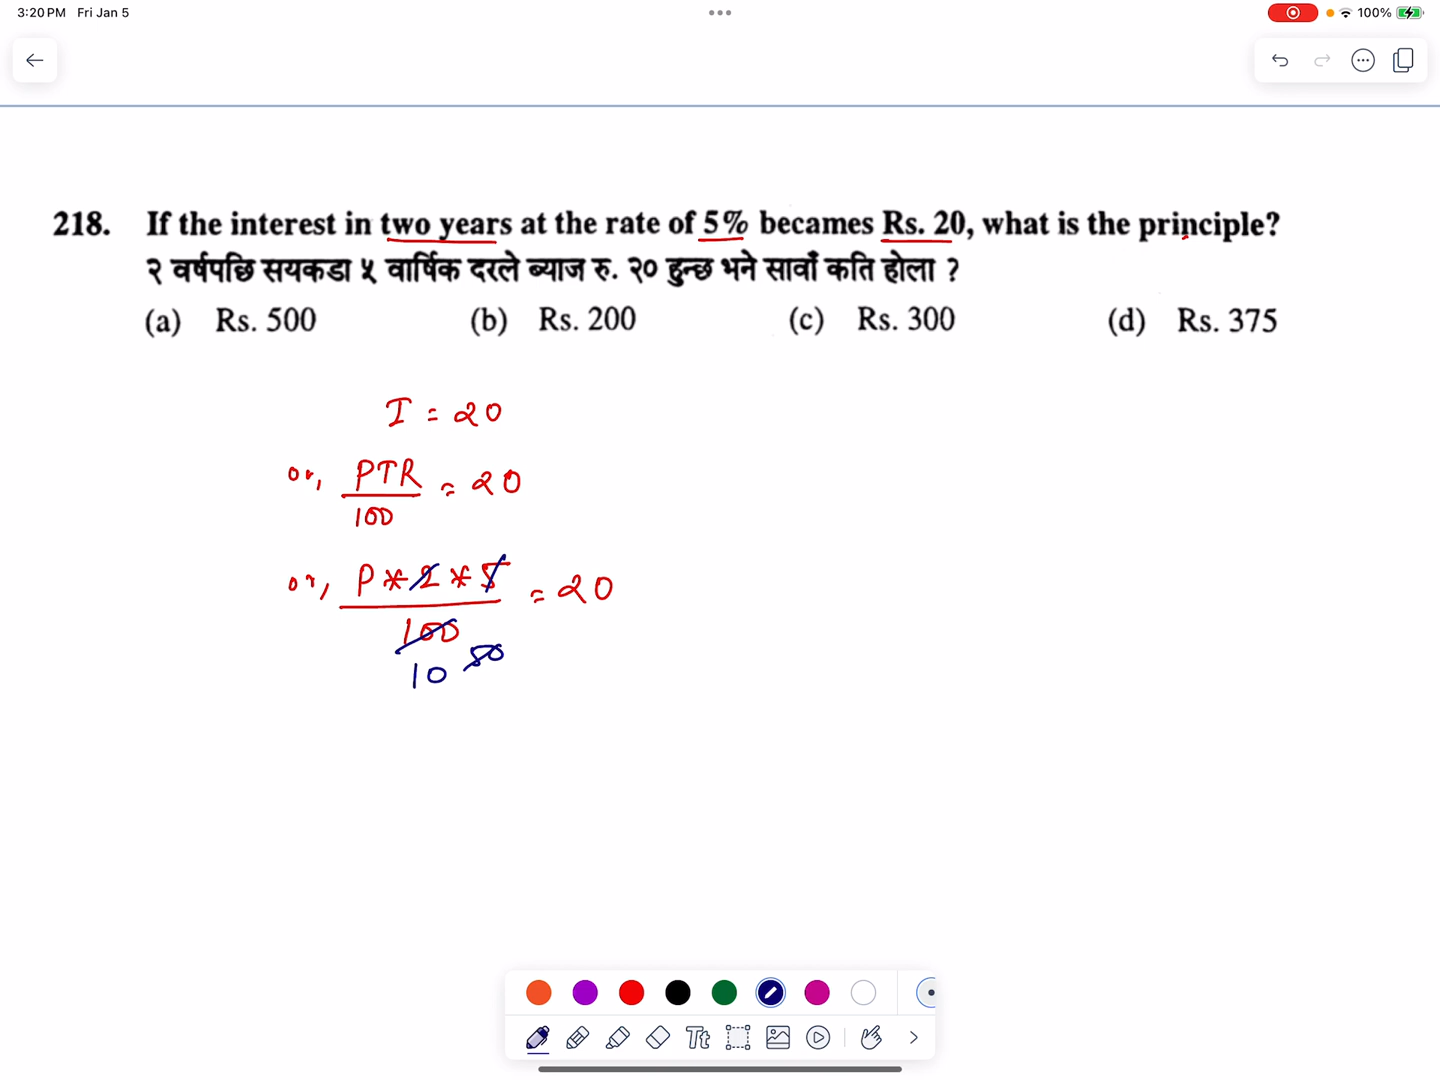 3:20 PM Fri Jan 5
100%
218. If the interest in two years at the rate of 5% becames Rs. 20, what is the principle?
२ वर्षपछि सयकडा ५ वार्षिक दरले ब्याज रु. २० हुन्छ भने सावाँ कति होला ?
(a) Rs. 500 (b) Rs. 200 (c) Rs. 300 (d) Rs. 375
I = 20
or, PTR = 20
100
or, P * 2 * 5 = 20
100
10 50
Tt